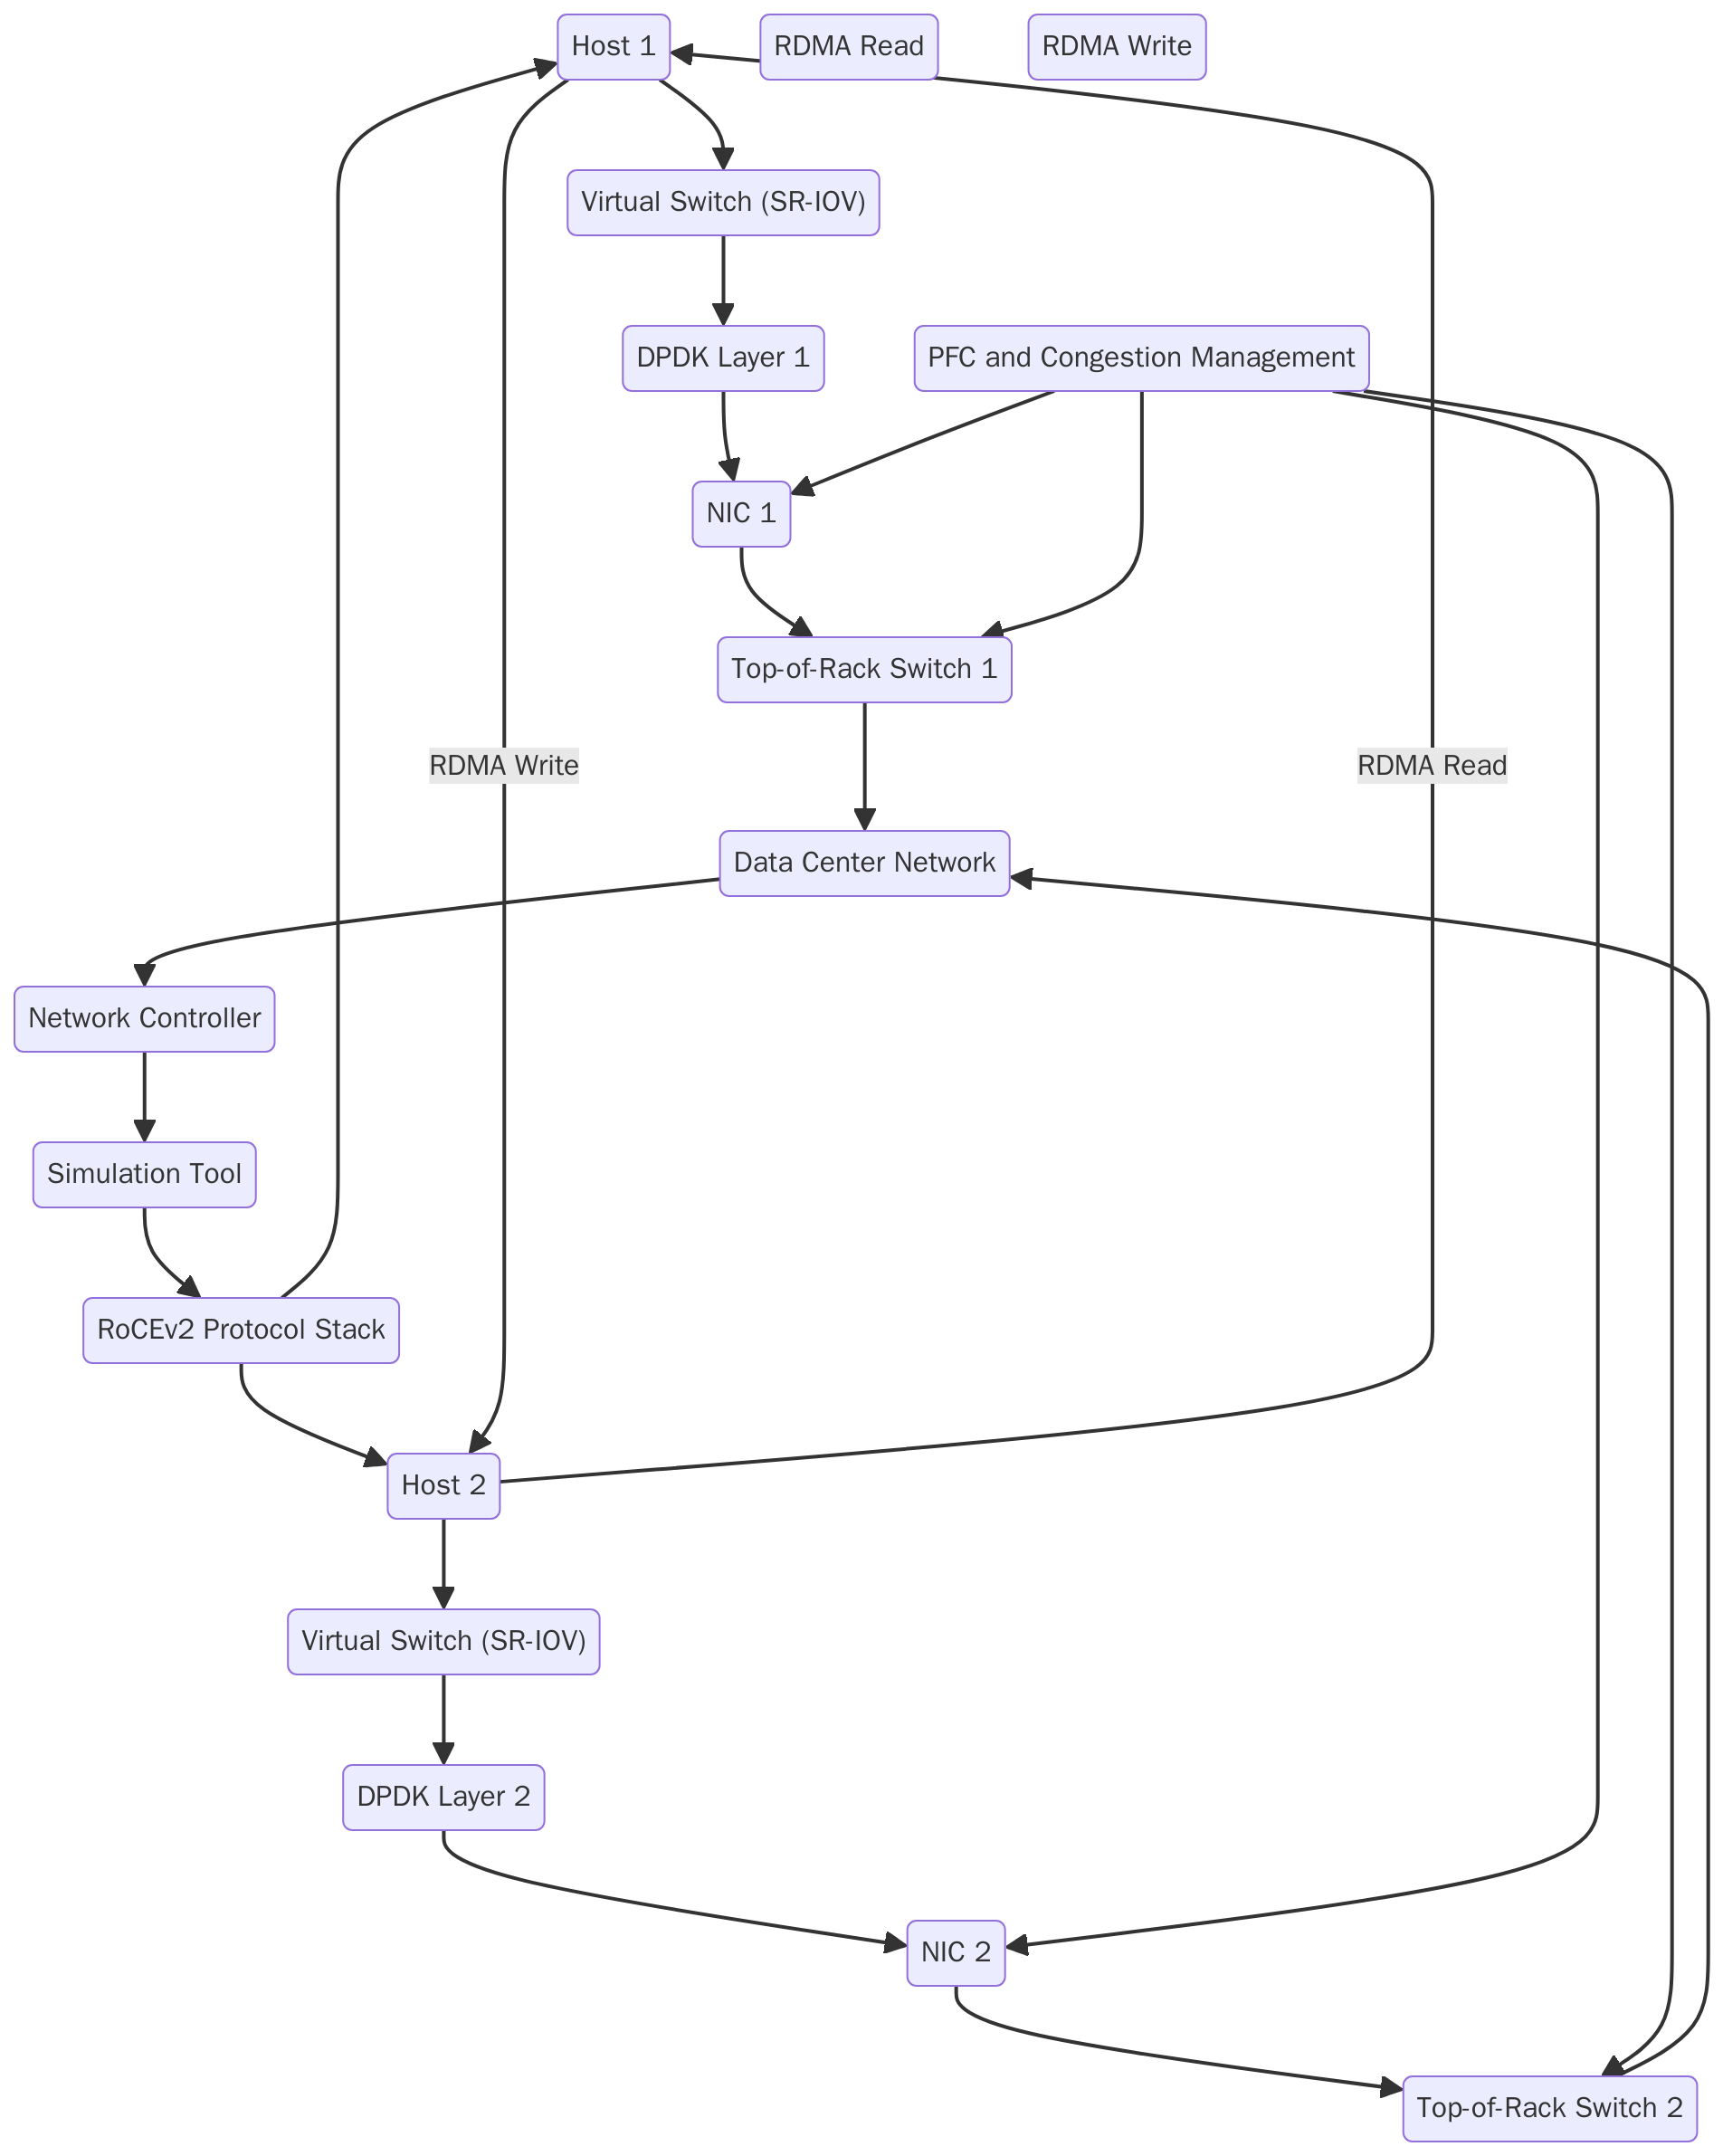 Host 1
RDMA Read
RDMA Write
Virtual Switch (SR-IOV)
DPDK Layer 1
PFC and Congestion Management
NIC 1
Top-of-Rack Switch 1
RDMA Write
RDMA Read
Data Center Network
Network Controller
Simulation Tool
RoCEv2 Protocol Stack
Host 2
Virtual Switch (SR-IOV)
DPDK Layer 2
NIC 2
Top-of-Rack Switch 2